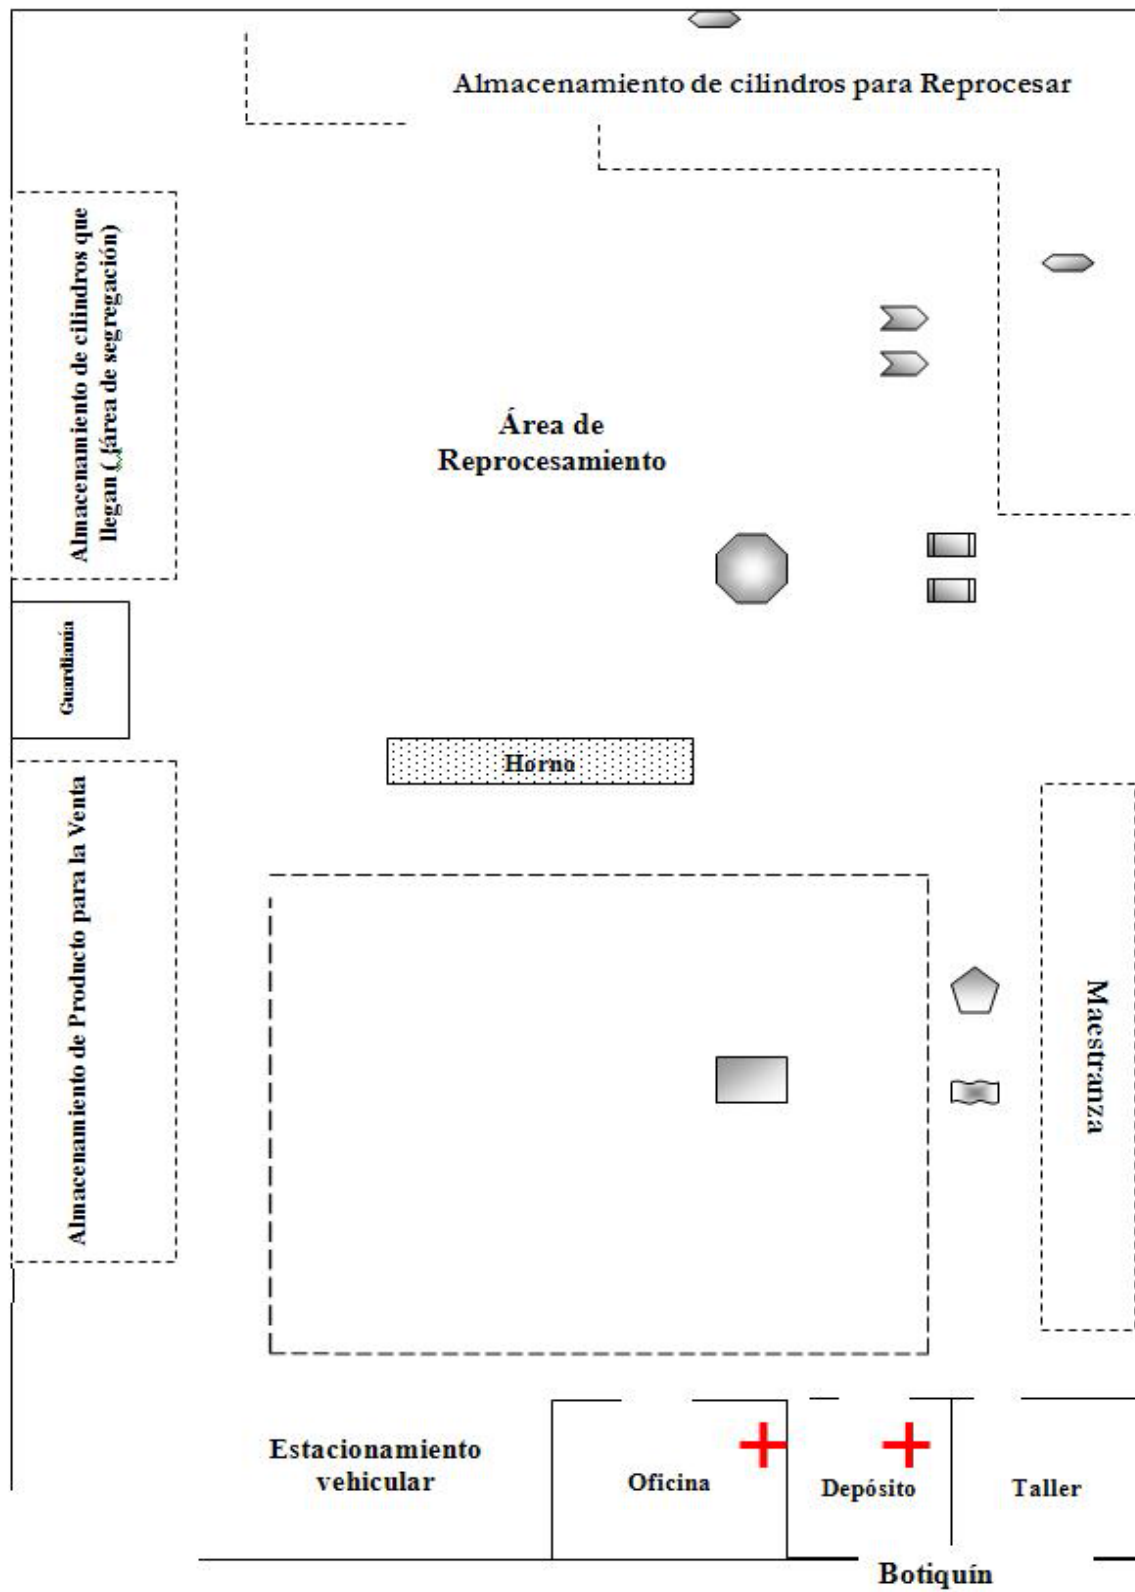 Almacenamiento de cilindros para Reprocesar
Almacenamiento de cilindros que
llegan ( ¡área de segregación)
Área de
Reprocesamiento
Guardianía
Horno
Almacenamiento de Producto para la Venta
Maestranza
Estacionamiento
vehicular
Oficina
Depósito
Taller
Botiquín